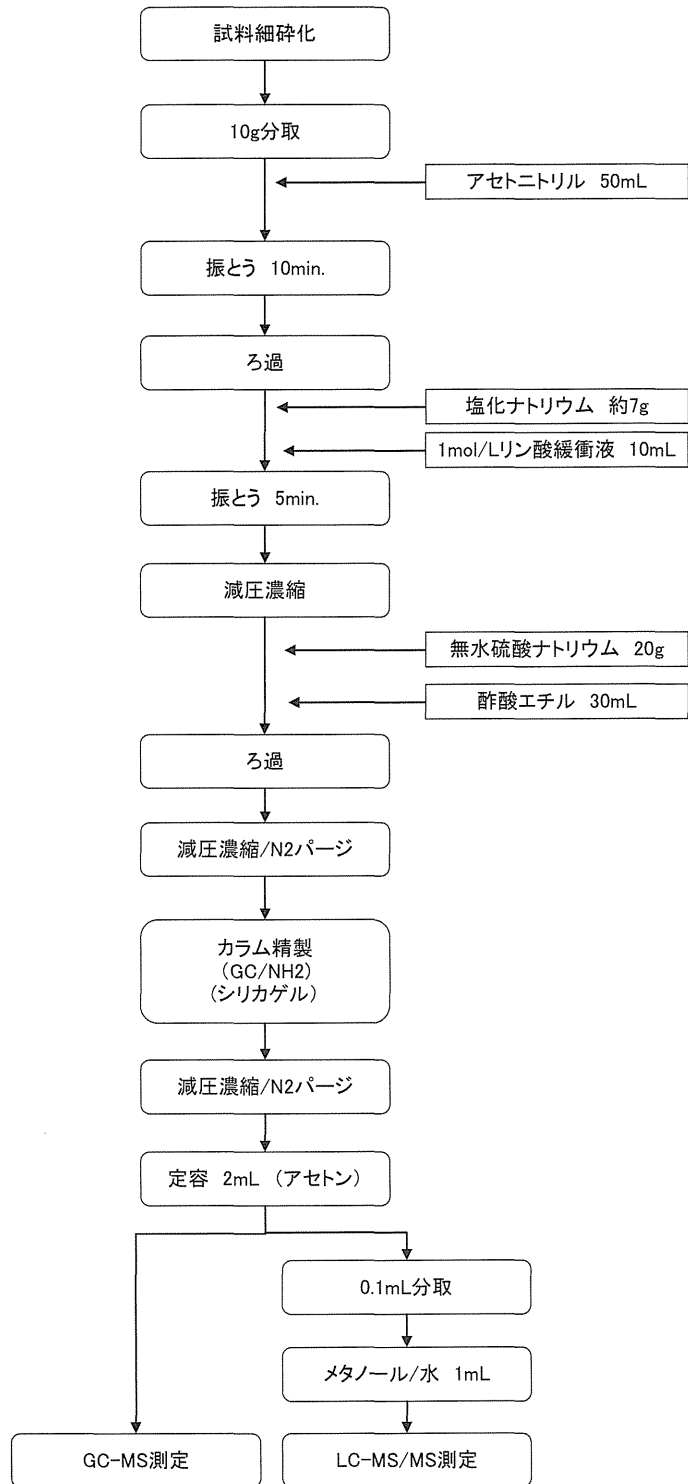 試料細砕化
10g分取
アセトニトリル 50mL
振とう 10min.
ろ過
塩化ナトリウム 約7g
1mol/Lリン酸緩衝液 10mL
振とう 5min.
減圧濃縮
無水硫酸ナトリウム 20g
酢酸エチル 30mL
ろ過
減圧濃縮/N2パージ
カラム精製
(GC/NH2)
(シリカゲル)
減圧濃縮/N2パージ
定容 2mL (アセトン)
0.1mL分取
メタノール/水 1mL
GC-MS測定
LC-MS/MS測定